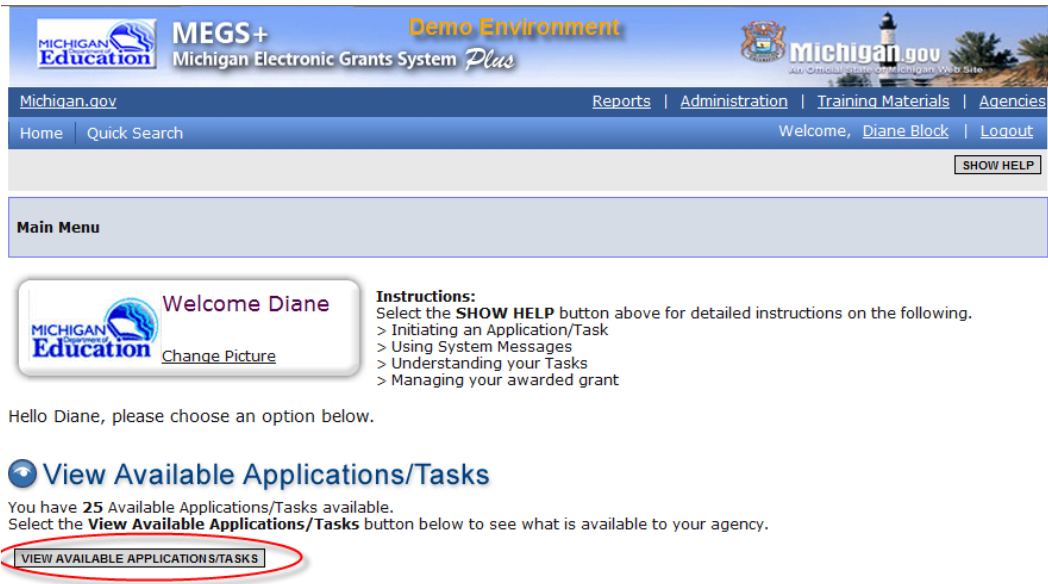 MICHIGAN
Department of
Education
MEGS+
Demo Environment
Michigan Electronic Grants System Plus
Michigan.gov
An Official State of Michigan Web Site
Michigan.gov
Reports | Administration | Training Materials | Agencies
Home Quick Search
Welcome, Diane Block | Logout
SHOW HELP
Main Menu
MICHIGAN
Department of
Education
Welcome Diane
Change Picture
Instructions:
Select the SHOW HELP button above for detailed instructions on the following.
> Initiating an Application/Task
> Using System Messages
> Understanding your Tasks
> Managing your awarded grant
Hello Diane, please choose an option below.
View Available Applications/Tasks
You have 25 Available Applications/Tasks available.
Select the View Available Applications/Tasks button below to see what is available to your agency.
VIEW AVAILABLE APPLICATIONS/TASKS